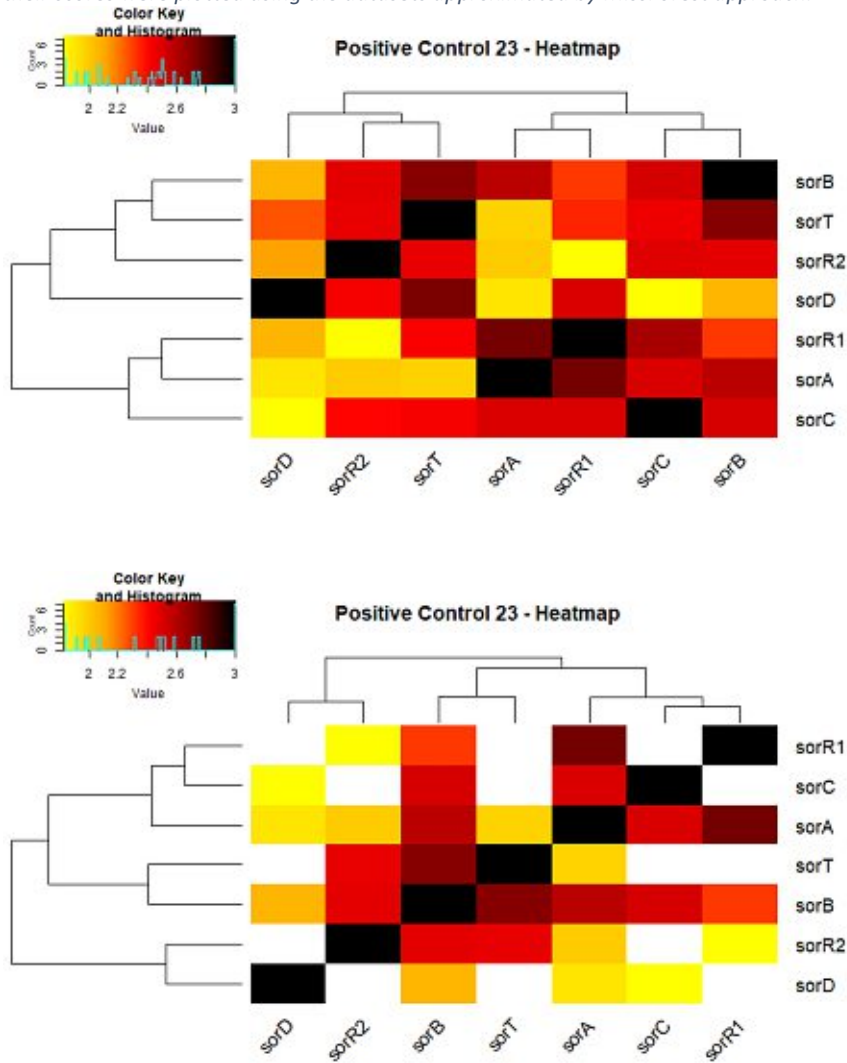 Color Key
and Histogram
Count
0 3 6
2 2.2 2.6 3
Value
Positive Control 23 - Heatmap
sorB
sorT
sorR2
sorD
sorR1
sorA
sorC
sorD sorR2 sorT sorA sorR1 sorC sorB
Color Key
and Histogram
Count
0 3 6
2 2.2 2.6 3
Value
Positive Control 23 - Heatmap
sorR1
sorC
sorA
sorT
sorB
sorR2
sorD
sorD sorR2 sorB sorT sorA sorC sorR1